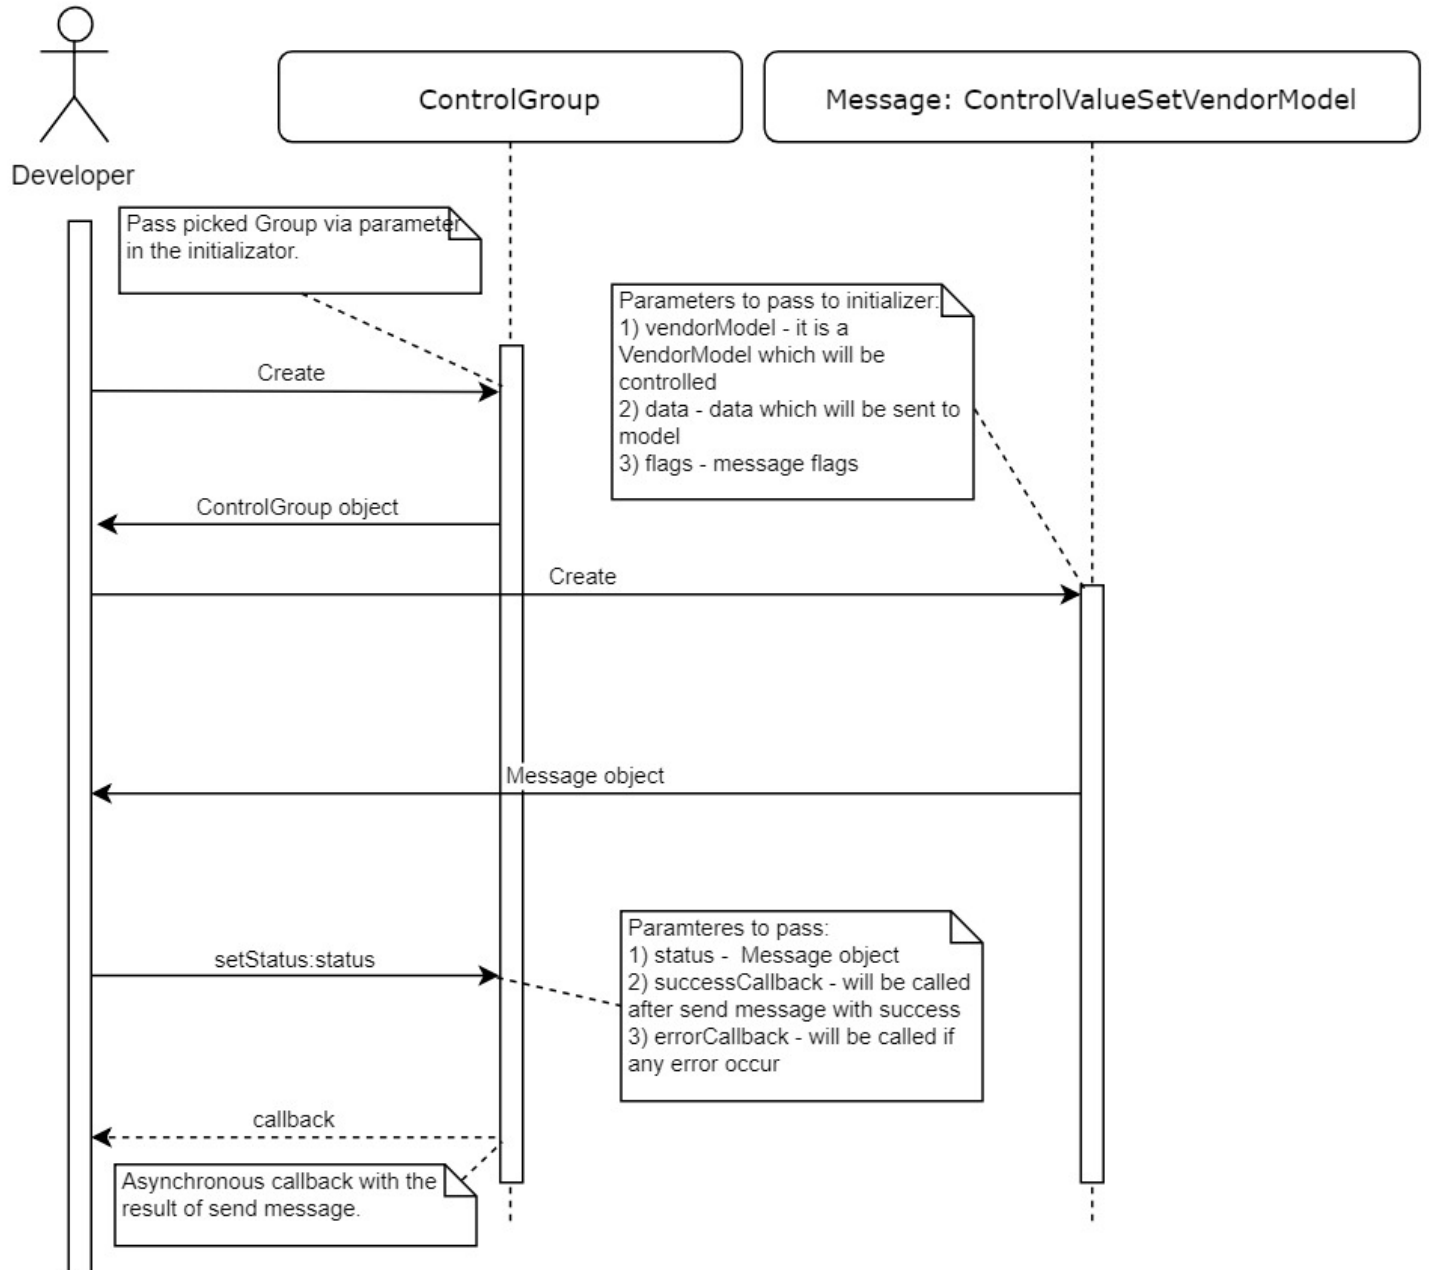 ControlGroup
Message: ControlValueSetVendorModel
Developer
Pass picked Group via parameter
in the initializator.
Parameters to pass to initializer:
1) vendorModel - it is a
VendorModel which will be
controlled
2) data - data which will be sent to
model
3) flags - message flags
Create
ControlGroup object
Create
Message object
setStatus:status
Paramteres to pass:
1) status -  Message object
2) successCallback - will be called
after send message with success
3) errorCallback - will be called if
any error occur
callback
Asynchronous callback with the
result of send message.